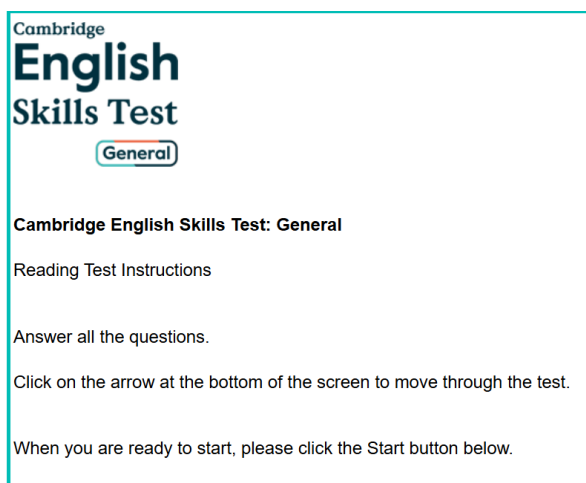 Cambridge
English
Skills Test
General
Cambridge English Skills Test: General
Reading Test Instructions
Answer all the questions.
Click on the arrow at the bottom of the screen to move through the test.
When you are ready to start, please click the Start button below.